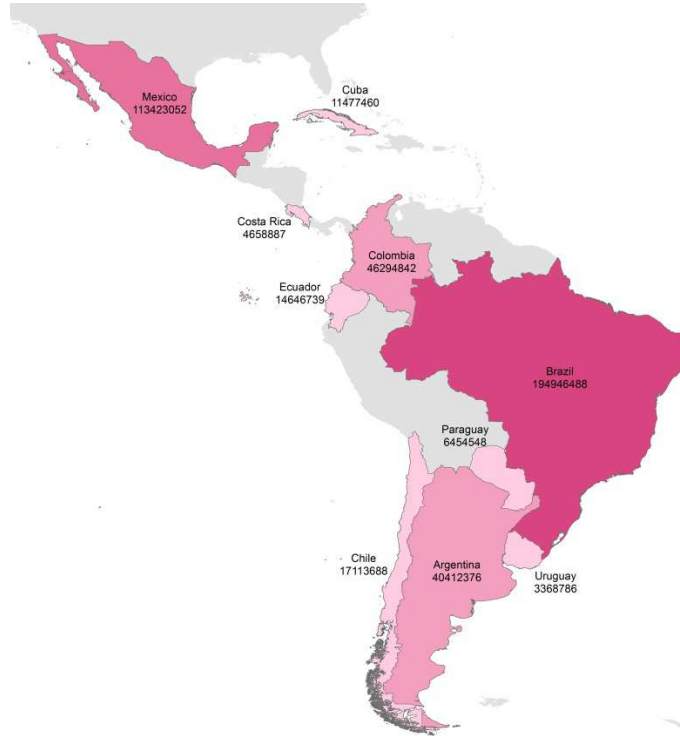 Mexico
113423052
Cuba
11477460
Costa Rica
4658887
Colombia
46294842
Ecuador
14646739
Brazil
194946488
Paraguay
6454548
Chile
17113688
Argentina
40412376
Uruguay
3368786